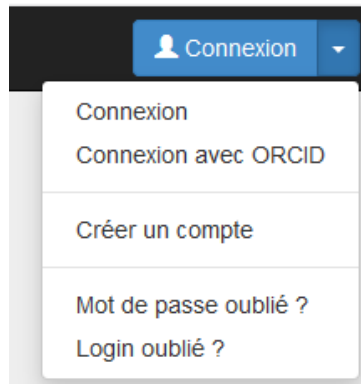 Connexion
Connexion
Connexion avec ORCID
Créer un compte
Mot de passe oublié ?
Login oublié ?